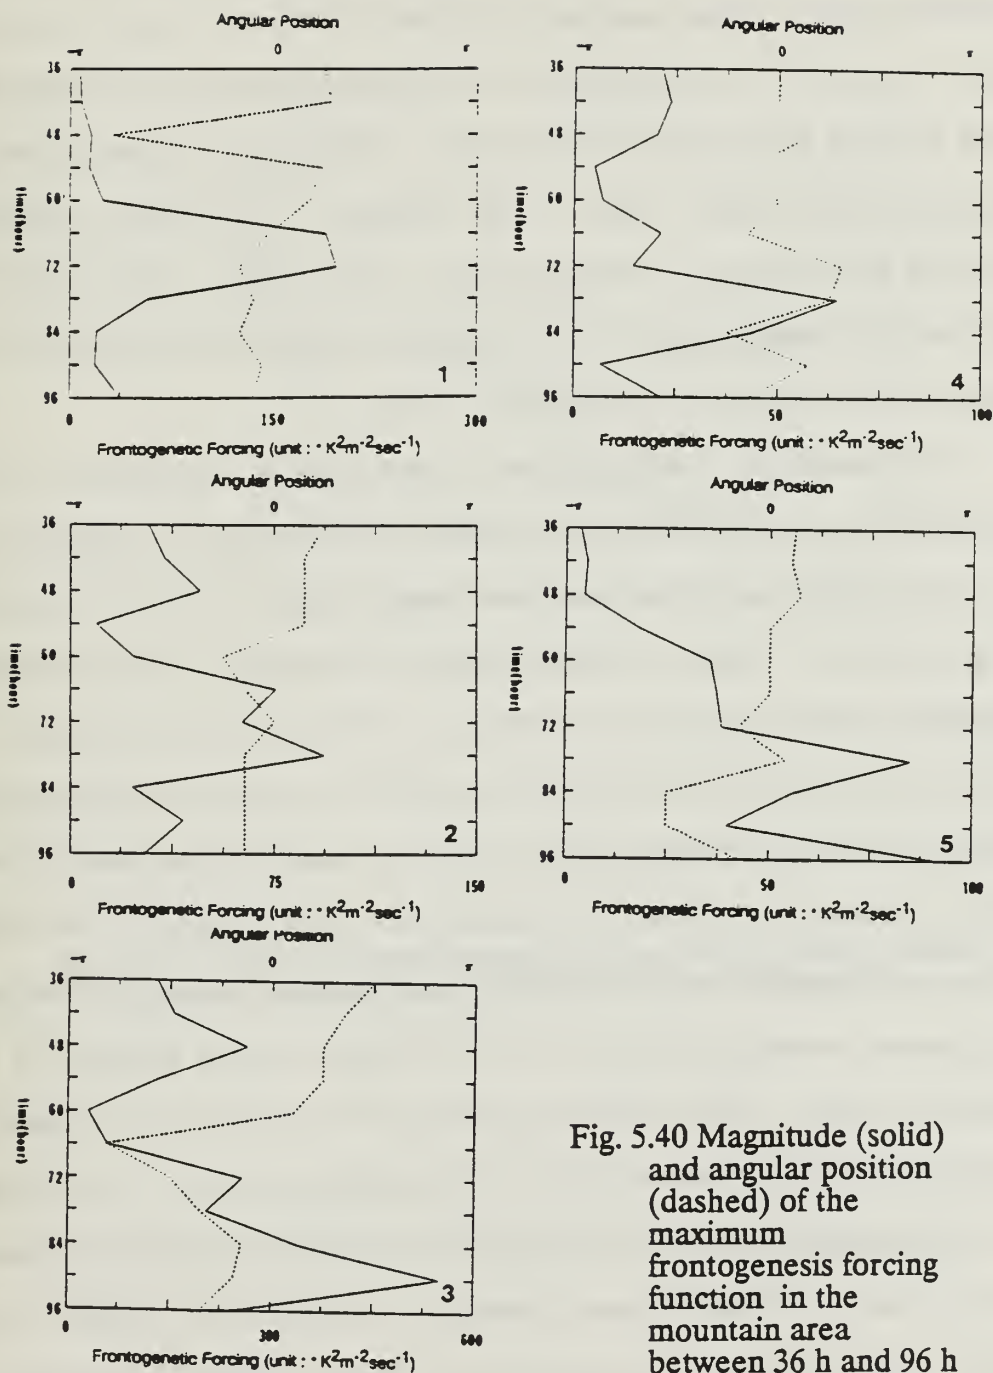 Angular Position
-π 0 π
36
48
60
72
84
96
time(hour)
1
0 150 300
Frontogenetic Forcing (unit : ° K²m⁻²sec⁻¹)
Angular Position
-π 0 π
36
48
60
72
84
96
time(hour)
4
0 50 100
Frontogenetic Forcing (unit : ° K²m⁻²sec⁻¹)
Angular Position
-π 0 π
36
48
60
72
84
96
time(hour)
2
0 75 150
Frontogenetic Forcing (unit : ° K²m⁻²sec⁻¹)
Angular Position
-π 0 π
36
48
60
72
84
96
time(hour)
5
0 50 100
Frontogenetic Forcing (unit : ° K²m⁻²sec⁻¹)
Angular Position
-π 0 π
36
48
60
72
84
96
time(hour)
3
0 300 600
Frontogenetic Forcing (unit : ° K²m⁻²sec⁻¹)
Fig. 5.40 Magnitude (solid)
and angular position
(dashed) of the
maximum
frontogenesis forcing
function in the
mountain area
between 36 h and 96 h